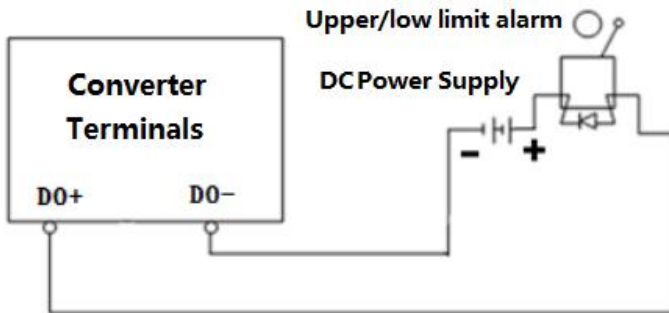 Upper/low limit alarm
Converter
Terminals
DC Power Supply
- +
DO+ DO-